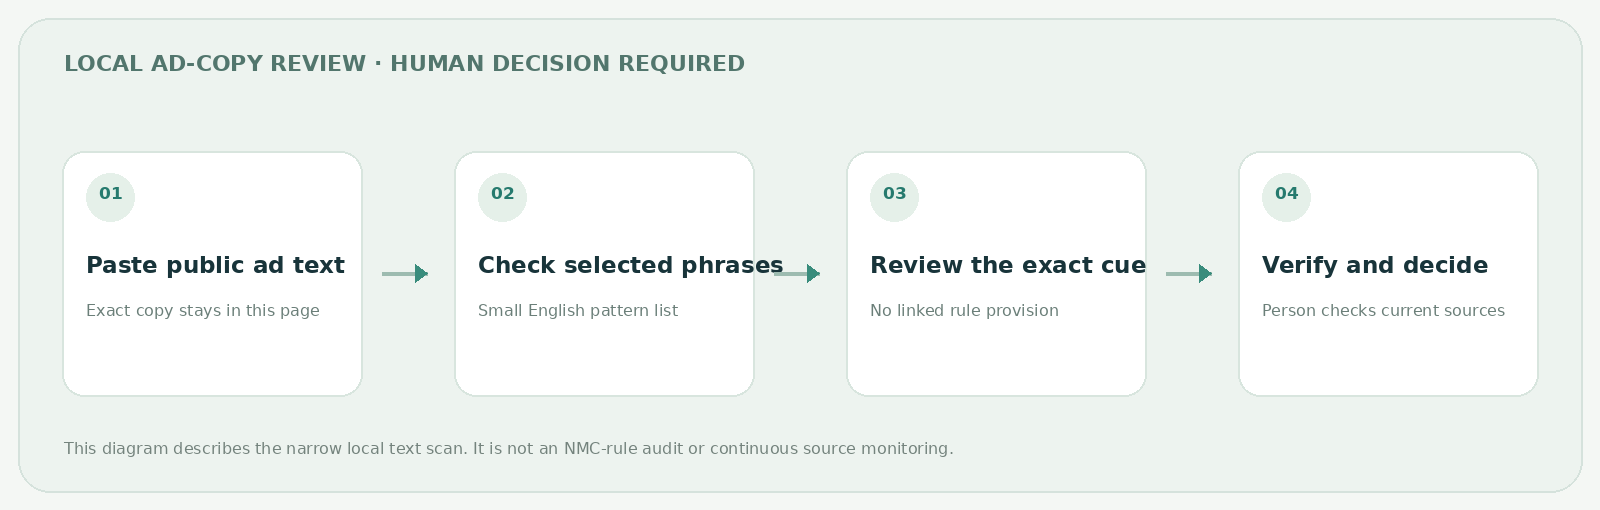 LOCAL AD-COPY REVIEW · HUMAN DECISION REQUIRED
01
Paste public ad text
Exact copy stays in this page
02
Check selected phrases
Small English pattern list
03
Review the exact cue
No linked rule provision
04
Verify and decide
Person checks current sources
This diagram describes the narrow local text scan. It is not an NMC-rule audit or continuous source monitoring.